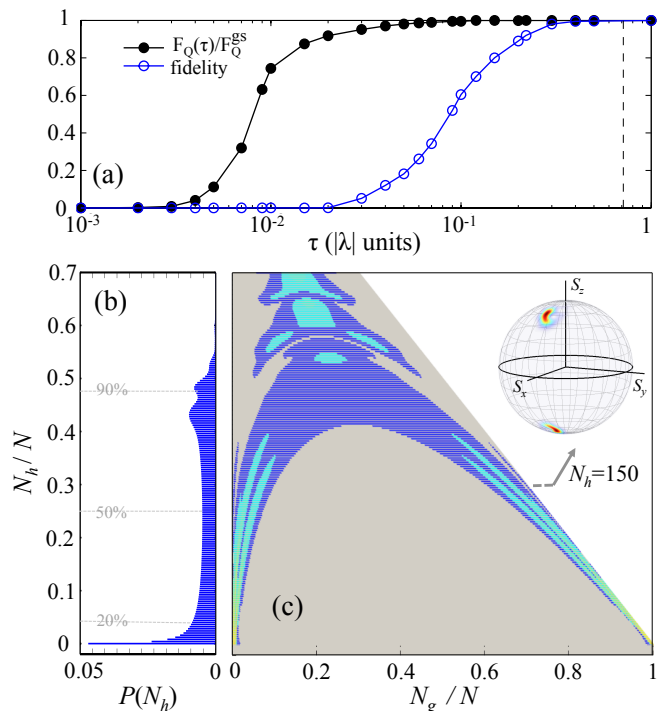 1
0.8
0.6
0.4
0.2
0
F_Q(τ)/F_Q^gs
fidelity
(a)
10^-3
10^-2
10^-1
1
τ (|λ| units)
0.7
0.6
0.5
0.4
0.3
0.2
0.1
0
N_h / N
(b)
90%
50%
20%
0.05
0
P(N_h)
S_z
S_x
S_y
N_h=150
(c)
0
0.2
0.4
0.6
0.8
1
N_g / N